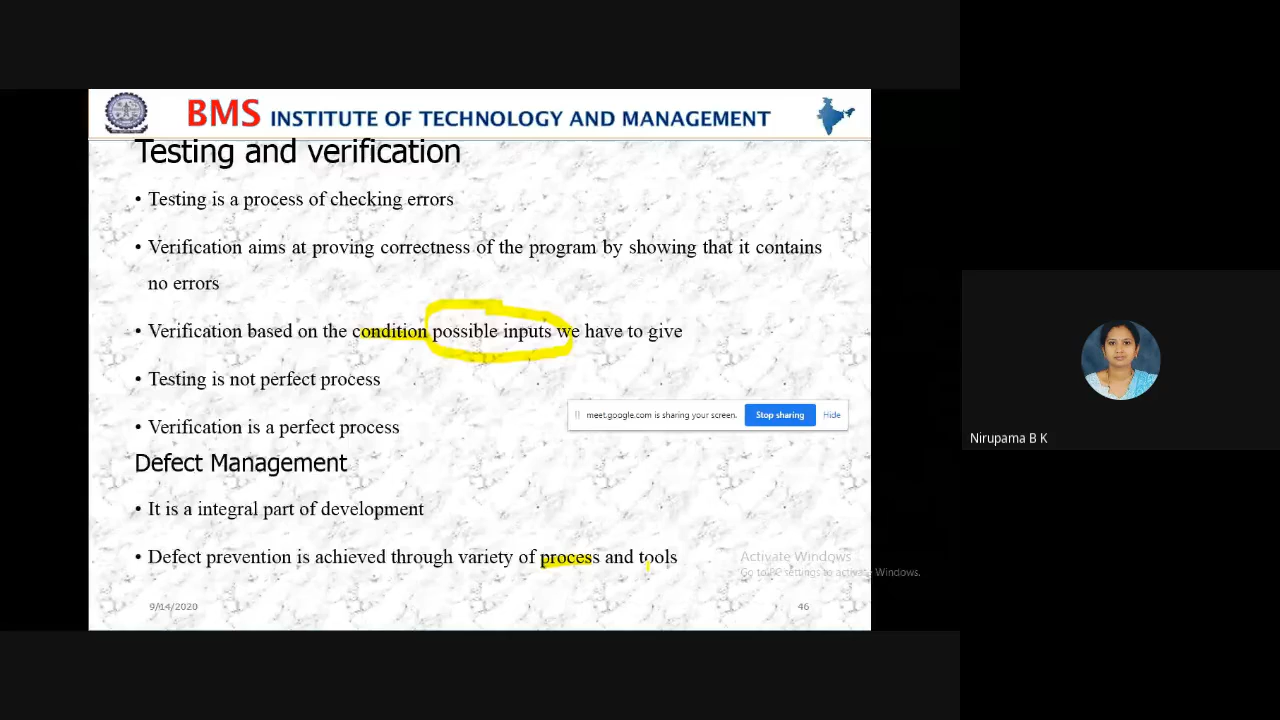 BMS INSTITUTE OF TECHNOLOGY AND MANAGEMENT
Testing and verification
• Testing is a process of checking errors
• Verification aims at proving correctness of the program by showing that it contains
no errors
• Verification based on the condition possible inputs we have to give
• Testing is not perfect process
meet.google.com is sharing your screen. Stop sharing Hide
• Verification is a perfect process
Defect Management
Nirupama B K
• It is a integral part of development
• Defect prevention is achieved through variety of process and tools
Activate Windows
Go to PC settings to activate Windows.
9/14/2020 46